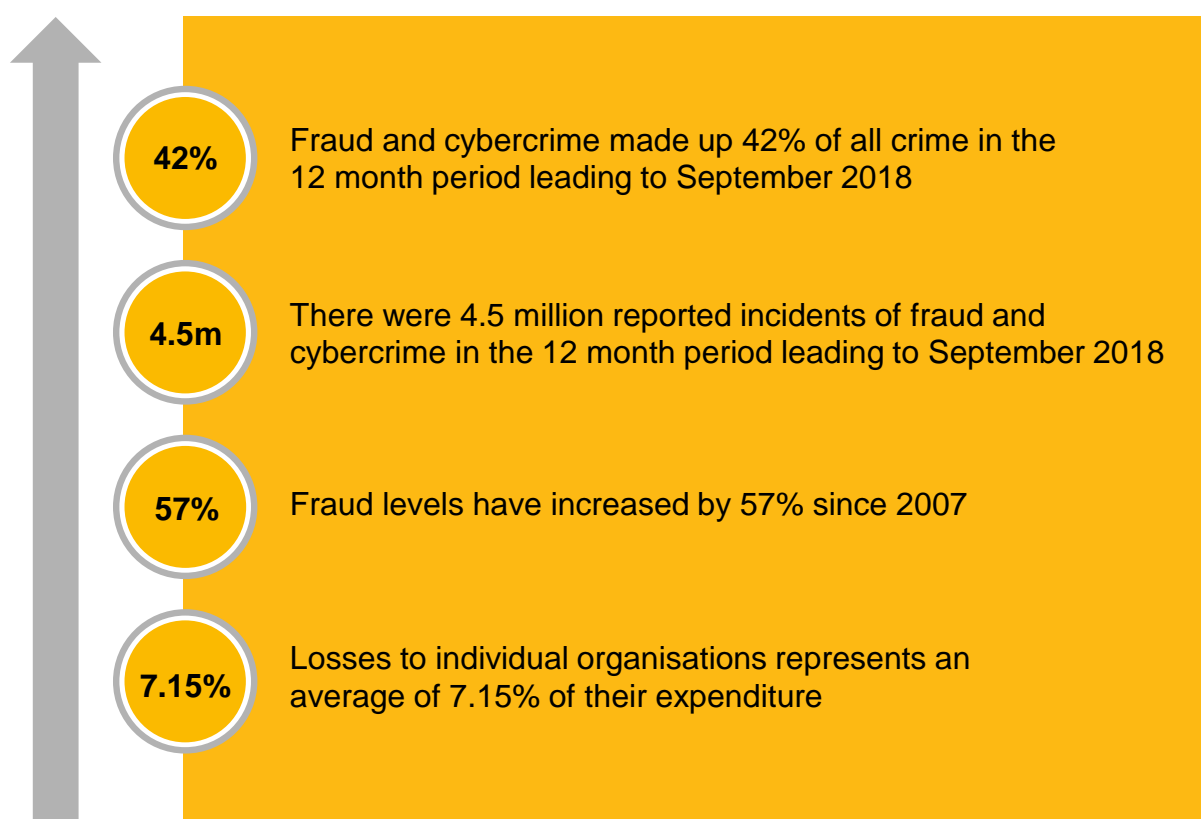 42%
Fraud and cybercrime made up 42% of all crime in the
12 month period leading to September 2018
4.5m
There were 4.5 million reported incidents of fraud and
cybercrime in the 12 month period leading to September 2018
57%
Fraud levels have increased by 57% since 2007
7.15%
Losses to individual organisations represents an
average of 7.15% of their expenditure